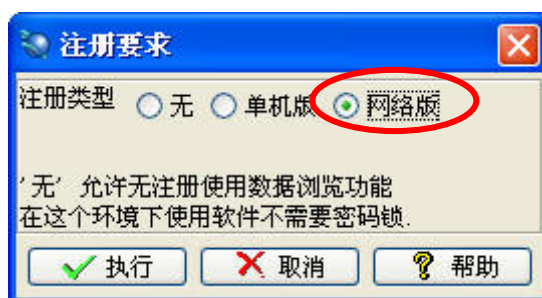 注册要求
注册类型 无 单机版 网络版
'无' 允许无注册使用数据浏览功能
在这个环境下使用软件不需要密码锁.
执行 取消 帮助